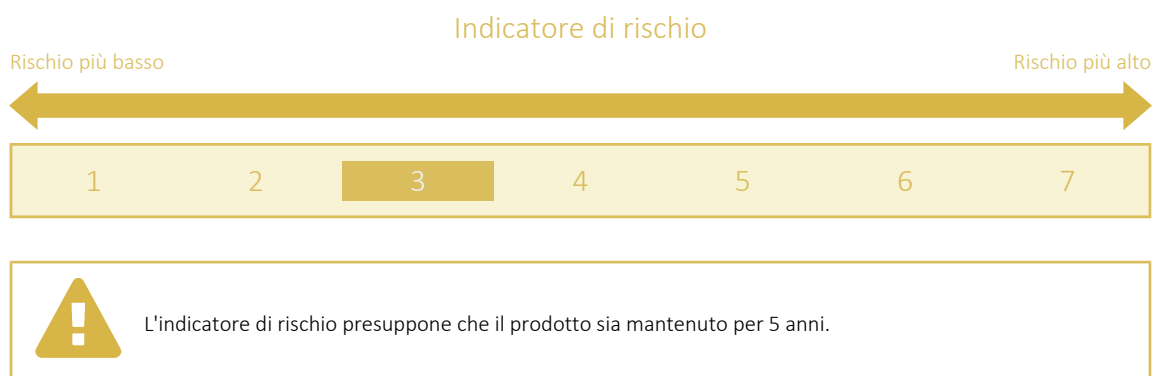 Indicatore di rischio
Rischio più basso Rischio più alto
1 2 3 4 5 6 7
L'indicatore di rischio presuppone che il prodotto sia mantenuto per 5 anni.